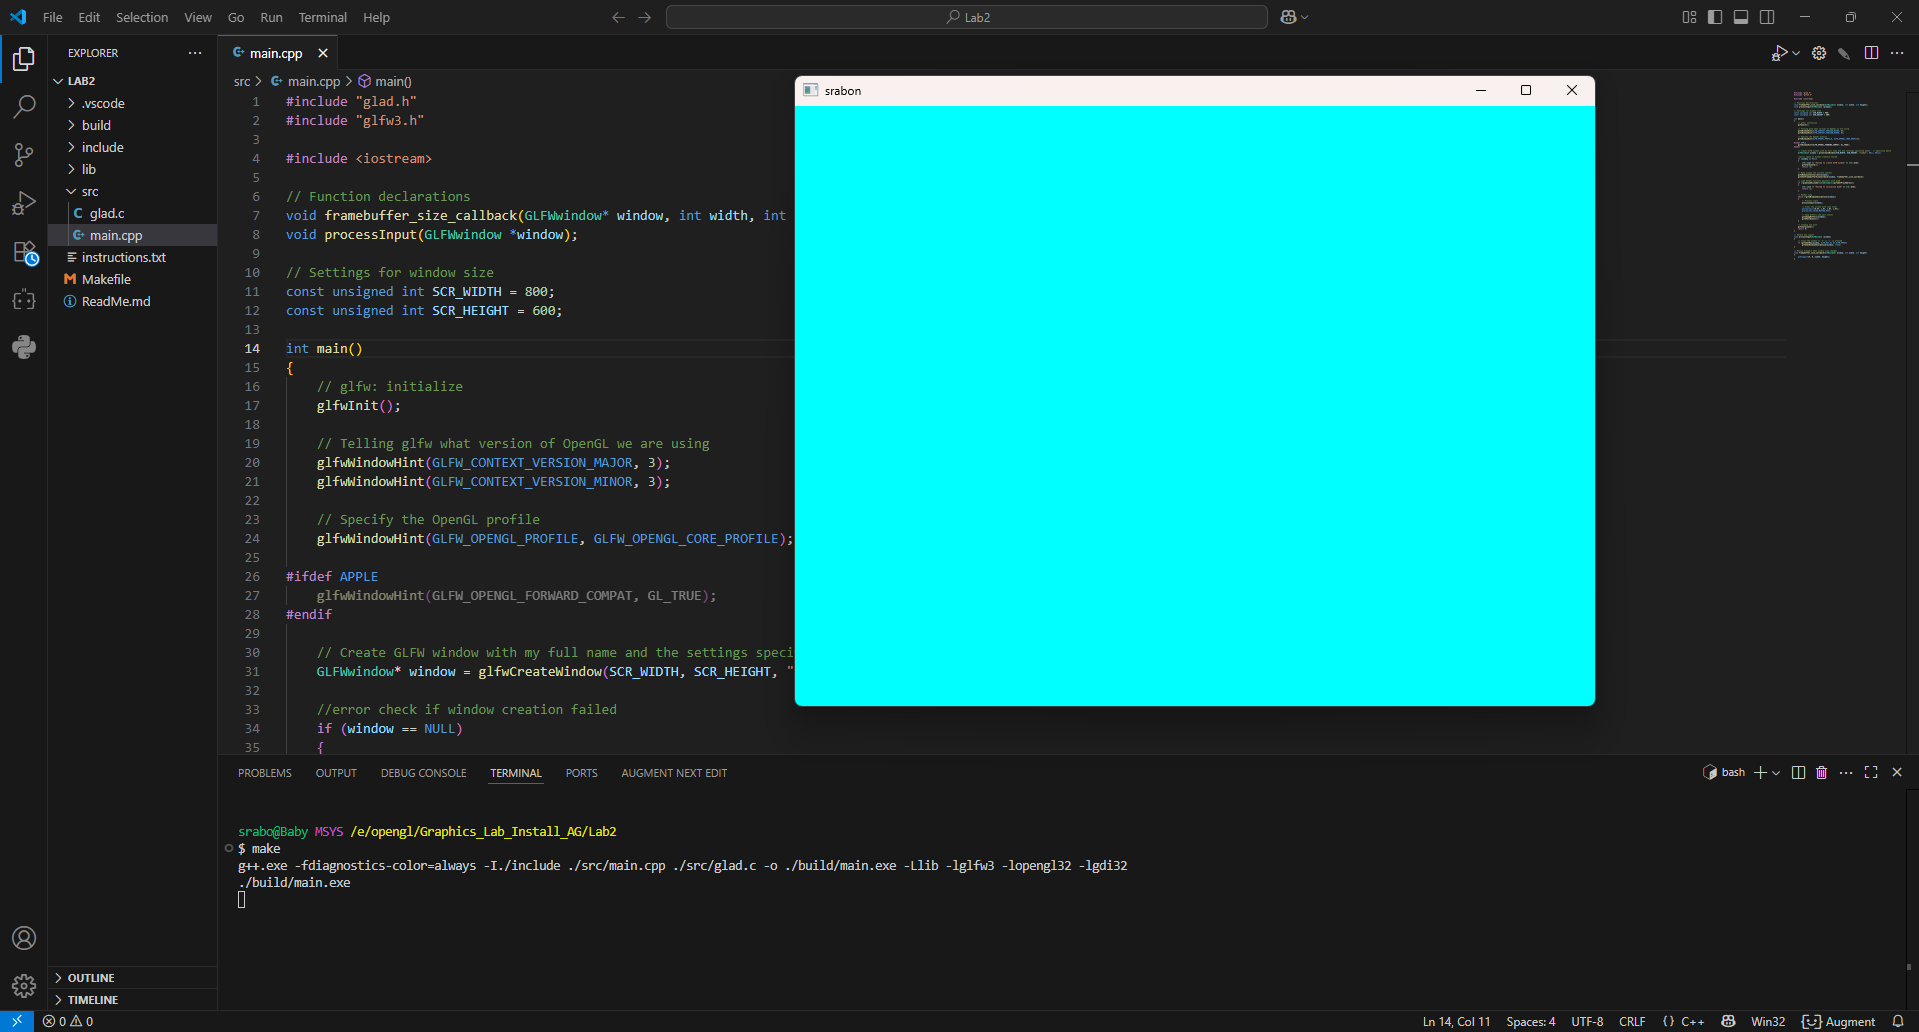 File Edit Selection View Go Run Terminal Help
Lab2
EXPLORER
LAB2
.vscode
build
include
lib
src
glad.c
main.cpp
instructions.txt
Makefile
ReadMe.md
OUTLINE
TIMELINE
main.cpp
src > main.cpp > main()
1 #include "glad.h"
2 #include "glfw3.h"
3
4 #include <iostream>
5
6 // Function declarations
7 void framebuffer_size_callback(GLFWwindow* window, int width, int
8 void processInput(GLFWwindow *window);
9
10 // Settings for window size
11 const unsigned int SCR_WIDTH = 800;
12 const unsigned int SCR_HEIGHT = 600;
13
14 int main()
15 {
16 // glfw: initialize
17 glfwInit();
18
19 // Telling glfw what version of OpenGL we are using
20 glfwWindowHint(GLFW_CONTEXT_VERSION_MAJOR, 3);
21 glfwWindowHint(GLFW_CONTEXT_VERSION_MINOR, 3);
22
23 // Specify the OpenGL profile
24 glfwWindowHint(GLFW_OPENGL_PROFILE, GLFW_OPENGL_CORE_PROFILE);
25
26 #ifdef APPLE
27 glfwWindowHint(GLFW_OPENGL_FORWARD_COMPAT, GL_TRUE);
28 #endif
29
30 // Create GLFW window with my full name and the settings speci
31 GLFWwindow* window = glfwCreateWindow(SCR_WIDTH, SCR_HEIGHT, "
32
33 //error check if window creation failed
34 if (window == NULL)
35 {
srabon
PROBLEMS OUTPUT DEBUG CONSOLE TERMINAL PORTS AUGMENT NEXT EDIT
bash
srabo@Baby MSYS /e/opengl/Graphics_Lab_Install_AG/Lab2
$ make
g++.exe -fdiagnostics-color=always -I./include ./src/main.cpp ./src/glad.c -o ./build/main.exe -Llib -lglfw3 -lopengl32 -lgdi32
./build/main.exe
0 0
Ln 14, Col 11 Spaces: 4 UTF-8 CRLF {} C++ Win32 Augment